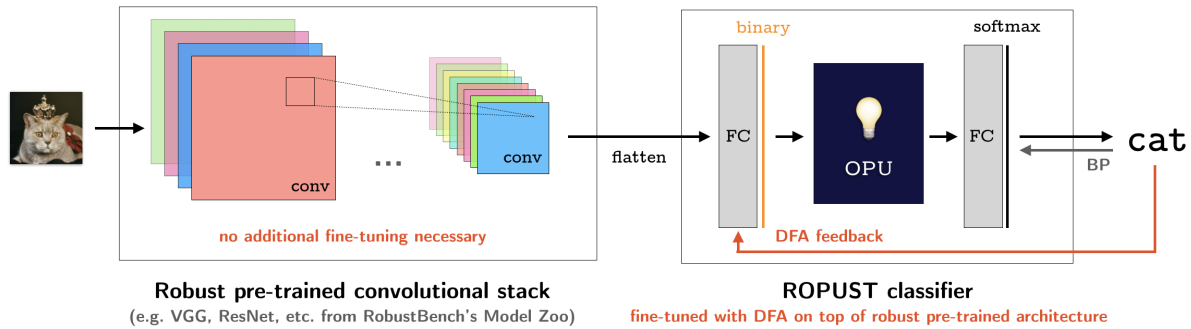 conv
...
conv
no additional fine-tuning necessary
Robust pre-trained convolutional stack
(e.g. VGG, ResNet, etc. from RobustBench's Model Zoo)
flatten
binary
softmax
FC
OPU
FC
cat
BP
DFA feedback
ROPUST classifier
fine-tuned with DFA on top of robust pre-trained architecture